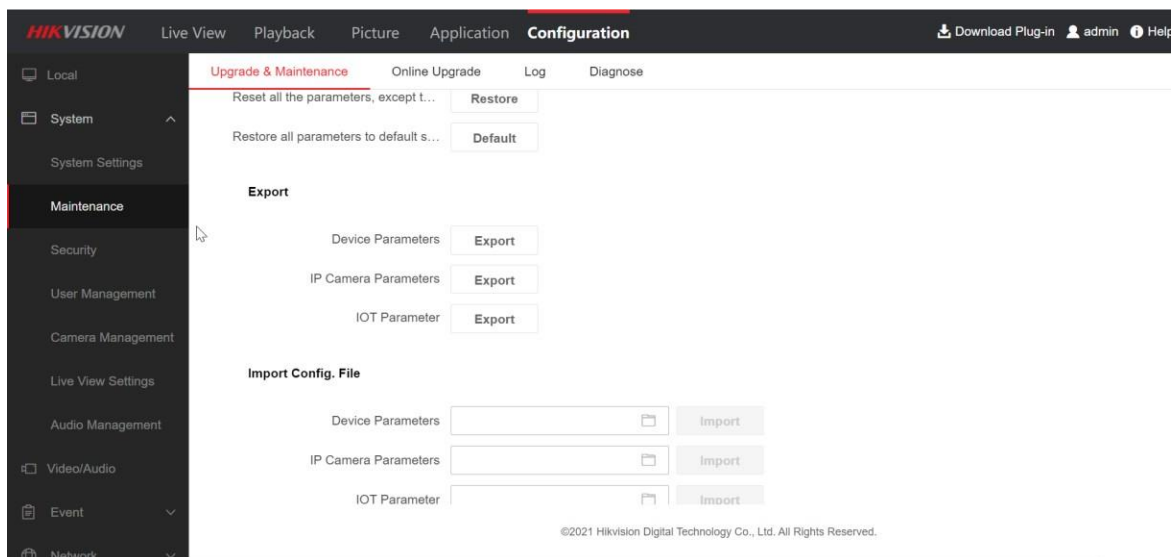 HIKVISION Live View Playback Picture Application Configuration Download Plug-in admin Help
Local
System
System Settings
Maintenance
Security
User Management
Camera Management
Live View Settings
Audio Management
Video/Audio
Event
Network
Upgrade & Maintenance Online Upgrade Log Diagnose
Reset all the parameters, except t... Restore
Restore all parameters to default s... Default
Export
Device Parameters Export
IP Camera Parameters Export
IOT Parameter Export
Import Config. File
Device Parameters Import
IP Camera Parameters Import
IOT Parameter Import
©2021 Hikvision Digital Technology Co., Ltd. All Rights Reserved.